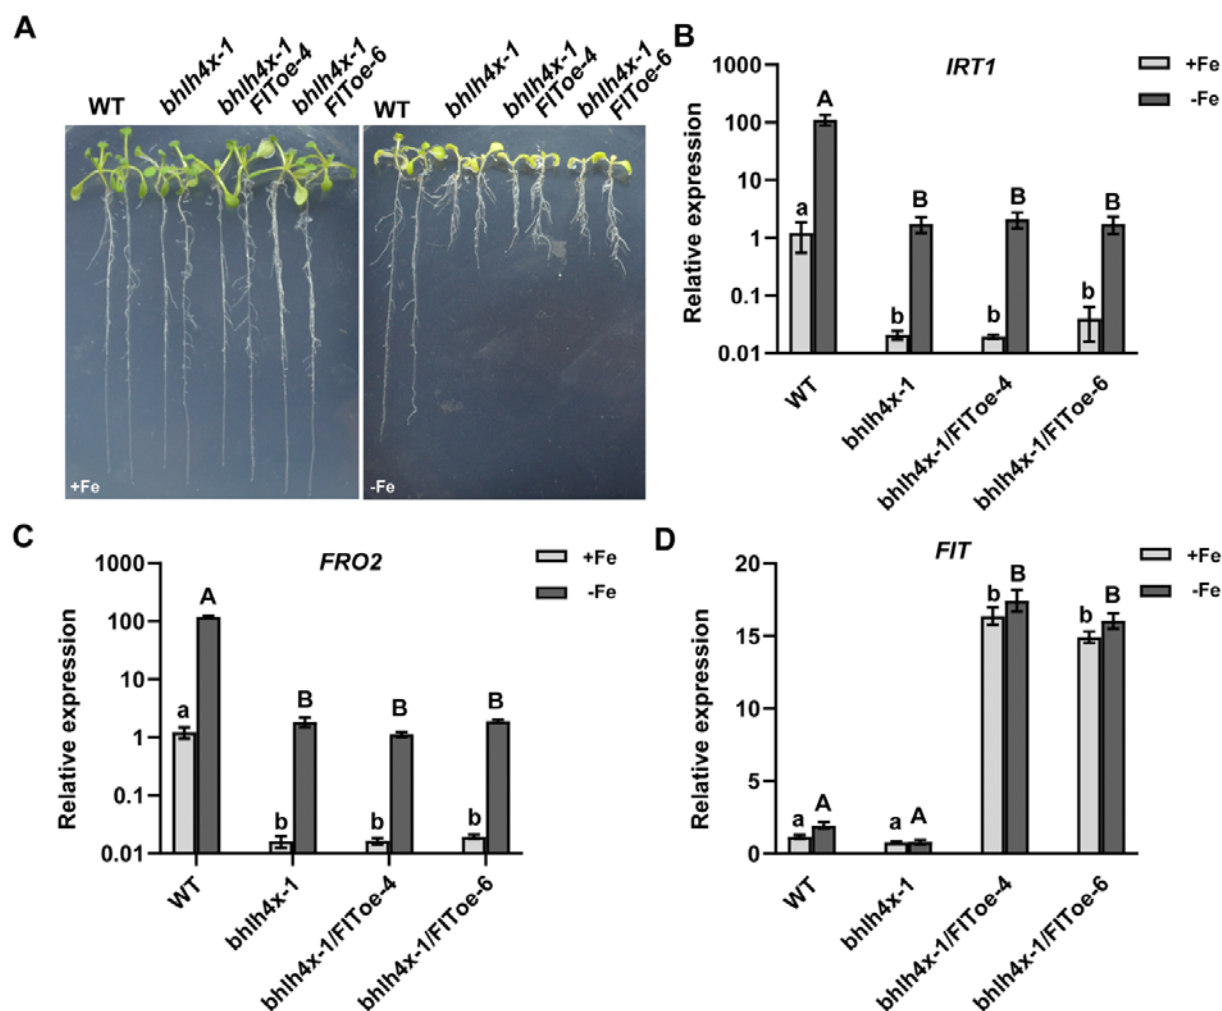 A
WT
bhlh4x-1
bhlh4x-1
FIToe-4
bhlh4x-1
FIToe-6
WT
bhlh4x-1
bhlh4x-1
FIToe-4
bhlh4x-1
FIToe-6
+Fe
-Fe
B
IRT1
+Fe
-Fe
Relative expression
1000
100
10
1
0.1
0.01
a
A
b
B
b
B
b
B
WT
bhlh4x-1
bhlh4x-1/FIToe-4
bhlh4x-1/FIToe-6
C
FRO2
+Fe
-Fe
Relative expression
1000
100
10
1
0.1
0.01
a
A
b
B
b
B
b
B
WT
bhlh4x-1
bhlh4x-1/FIToe-4
bhlh4x-1/FIToe-6
D
FIT
+Fe
-Fe
Relative expression
20
15
10
5
0
a
A
a
A
b
B
b
B
WT
bhlh4x-1
bhlh4x-1/FIToe-4
bhlh4x-1/FIToe-6